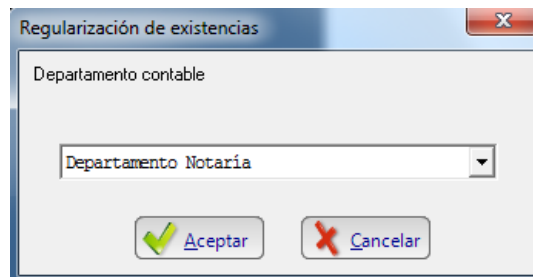 Regularización de existencias
Departamento contable
Departamento Notaría
Aceptar
Cancelar